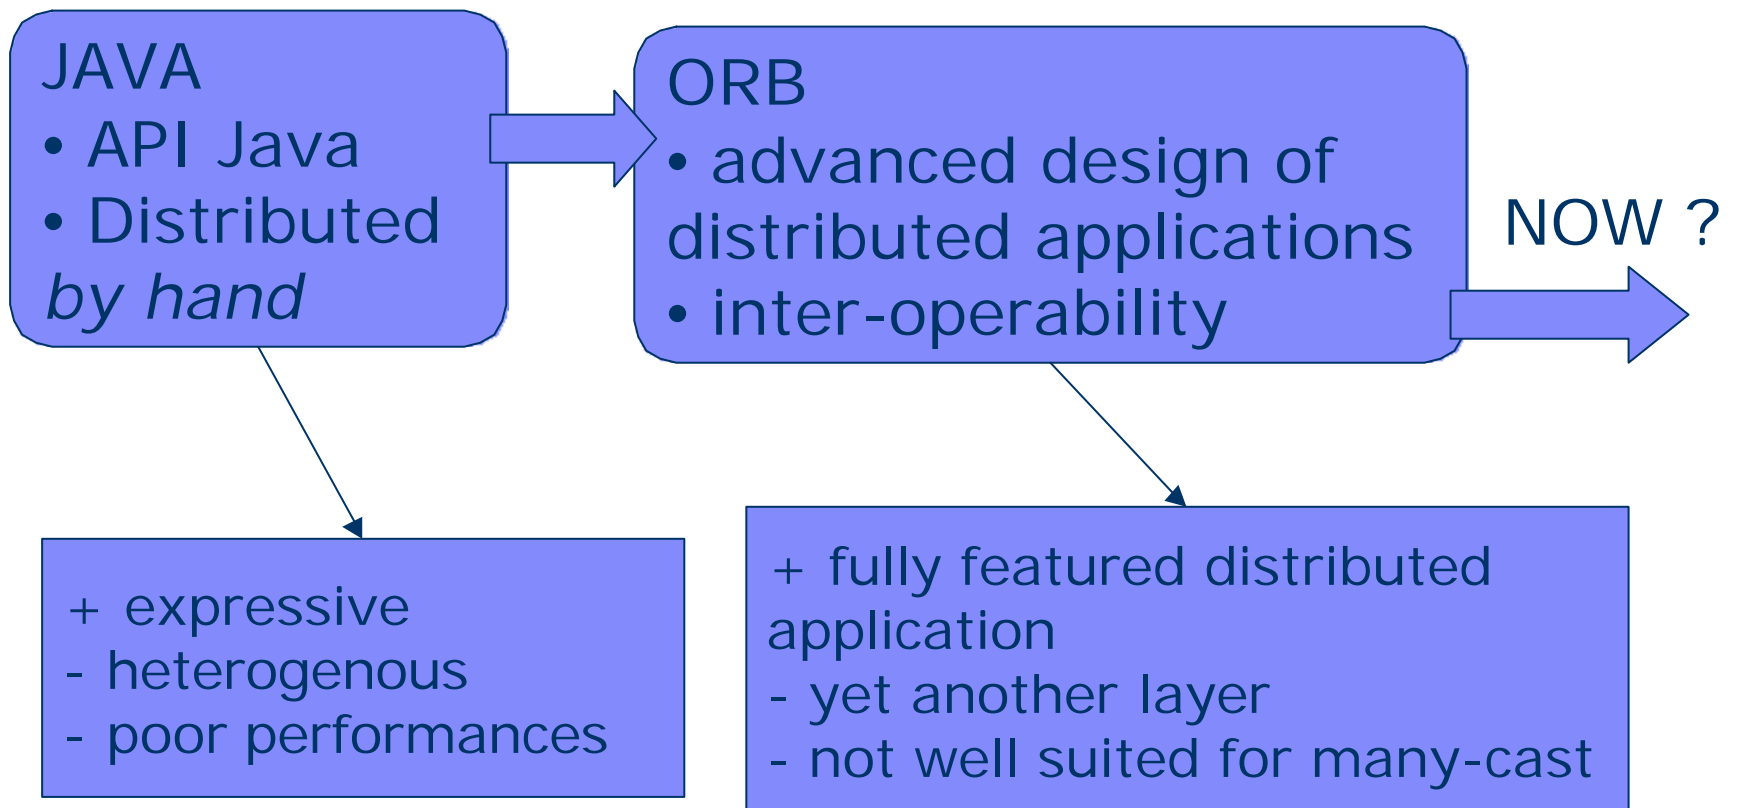 JAVA
• API Java
• Distributed
by hand
ORB
• advanced design of
distributed applications
• inter-operability
NOW ?
+ expressive
- heterogenous
- poor performances
+ fully featured distributed
application
- yet another layer
- not well suited for many-cast